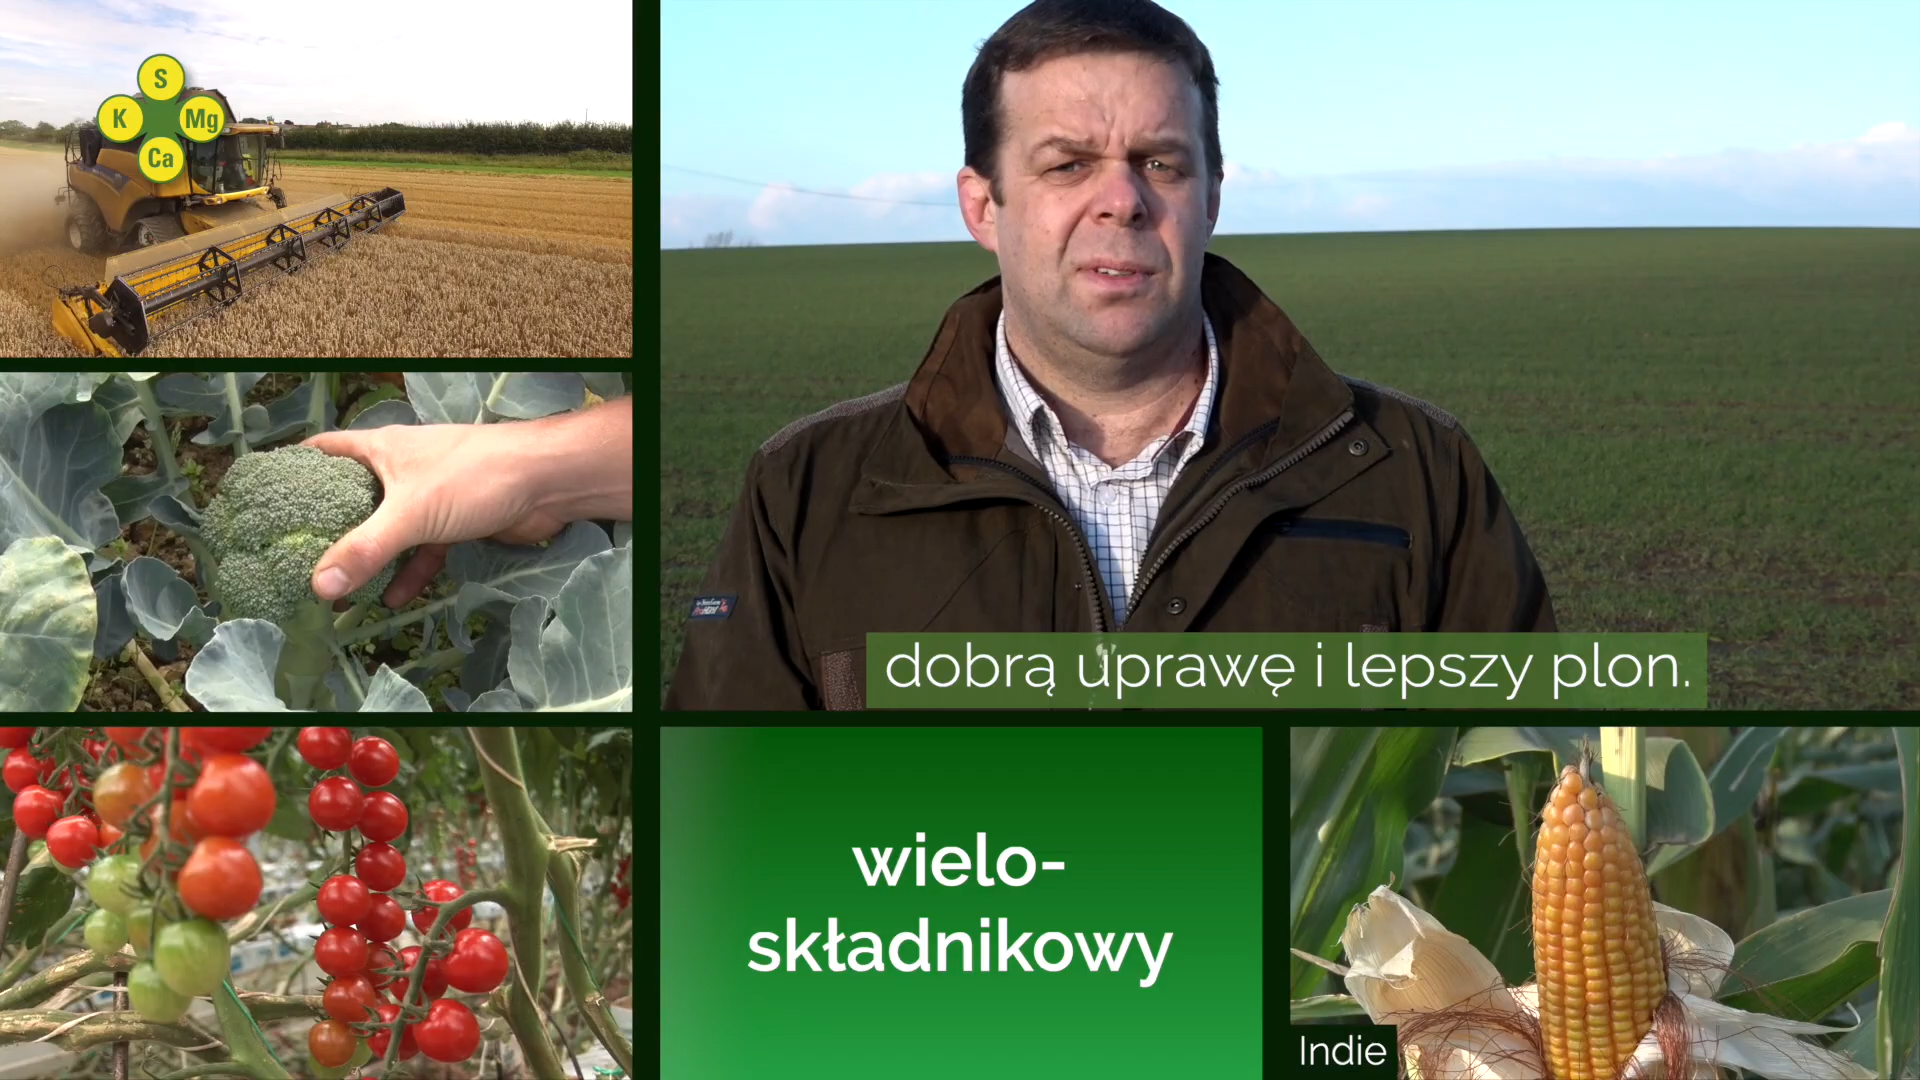 S
K Mg
Ca
dobrą uprawę i lepszy plon.
wielo-
składnikowy
Indie